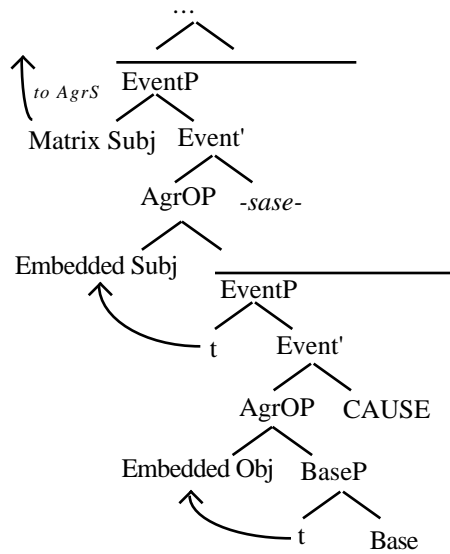 ...
EventP
to AgrS
Matrix Subj Event'
AgrOP -sase-
Embedded Subj
EventP
t Event'
AgrOP CAUSE
Embedded Obj BaseP
t Base